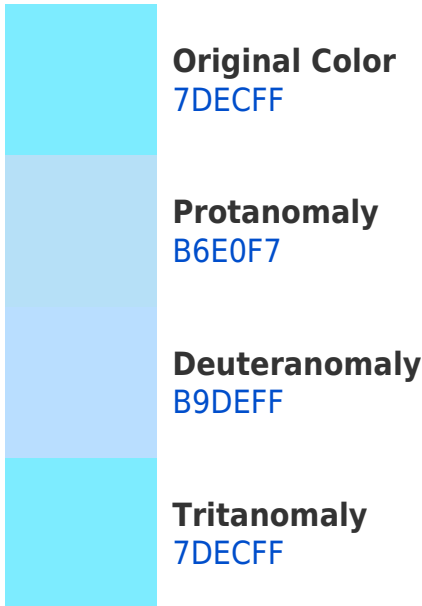 Original Color
7DECFF
Protanomaly
B6E0F7
Deuteranomaly
B9DEFF
Tritanomaly
7DECFF